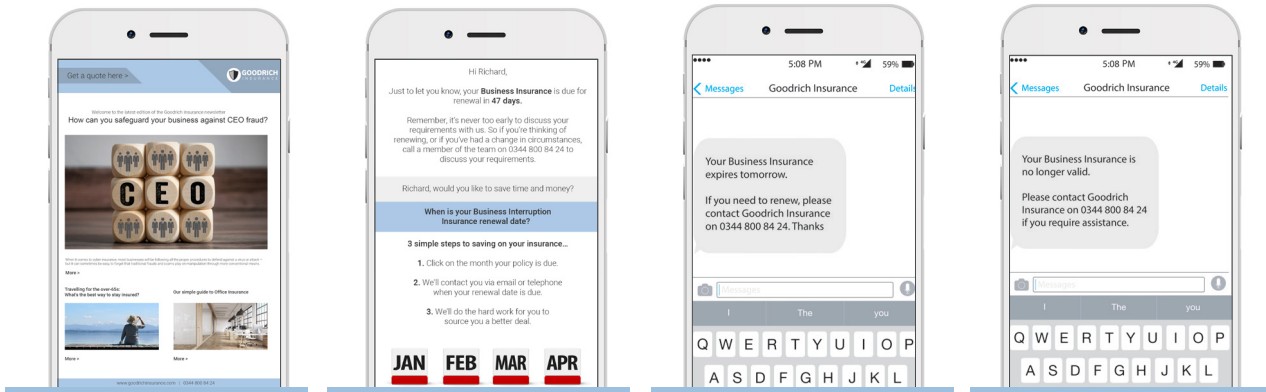 Get a quote here >
GOODRICH
INSURANCE
Welcome to the latest edition of the Goodrich Insurance newsletter
How can you safeguard your business against CEO fraud?
CEO
More >
Travelling for the over-65s:
What's the best way to stay insured?
Our simple guide to Office Insurance
More >
More >
www.goodrichinsurance.com | 0344 800 84 24
Hi Richard,
Just to let you know, your Business Insurance is due for
renewal in 47 days.
Remember, it's never too early to discuss your
requirements with us. So if you're thinking of
renewing, or if you've had a change in circumstances,
call a member of the team on 0344 800 84 24 to
discuss your requirements.
Richard, would you like to save time and money?
When is your Business Interruption
Insurance renewal date?
3 simple steps to saving on your insurance...
1. Click on the month your policy is due.
2. We'll contact you via email or telephone
when your renewal date is due.
3. We'll do the hard work for you to
source you a better deal.
JAN FEB MAR APR
5:08 PM 4G 59%
Messages Goodrich Insurance Details
Your Business Insurance
expires tomorrow.
If you need to renew, please
contact Goodrich Insurance
on 0344 800 84 24. Thanks
Messages
I The you
Q W E R T Y U I O P
A S D F G H J K L
5:08 PM 4G 59%
Messages Goodrich Insurance Details
Your Business Insurance is
no longer valid.
Please contact Goodrich
Insurance on 0344 800 84 24
if you require assistance.
Messages
I The you
Q W E R T Y U I O P
A S D F G H J K L